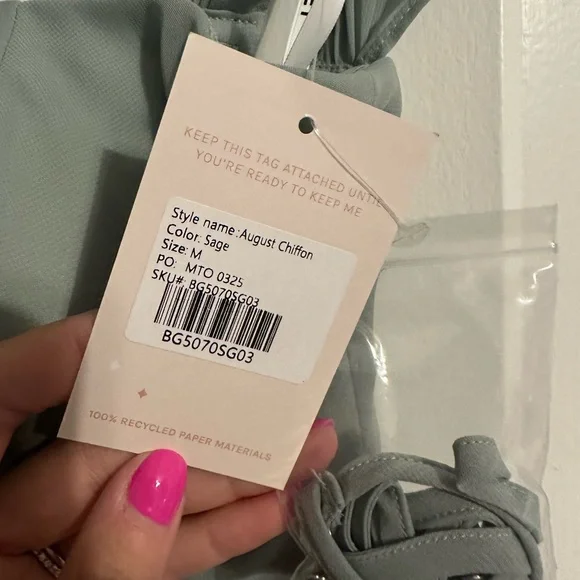 KEEP THIS TAG ATTACHED UNTIL
YOU'RE READY TO KEEP ME
Style name:August Chiffon
Color: Sage
Size: M
PO: MTO 0325
SKU#: BG5070SG03
BG5070SG03
100% RECYCLED PAPER MATERIALS